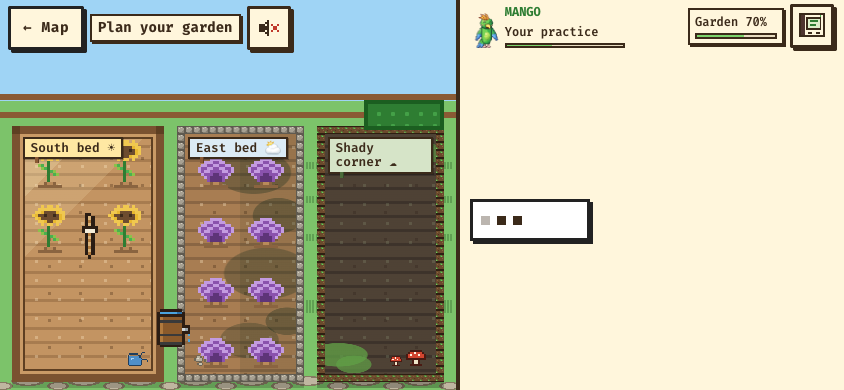 ← Map
Plan your garden
MANGO
Your practice
Garden 70%
South bed ☀
East bed ⛅
Shady
corner ☁